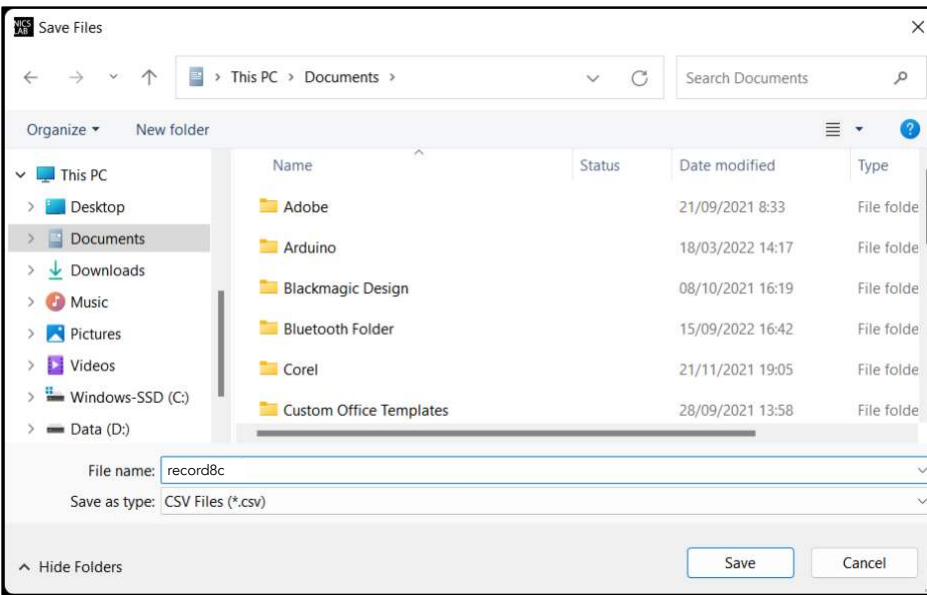 NICS LAB Save Files
This PC > Documents >
Search Documents
Organize
New folder
Name Status Date modified Type
This PC
Desktop
Documents
Downloads
Music
Pictures
Videos
Windows-SSD (C:)
Data (D:)
Adobe 21/09/2021 8:33 File folde
Arduino 18/03/2022 14:17 File folde
Blackmagic Design 08/10/2021 16:19 File folde
Bluetooth Folder 15/09/2022 16:42 File folde
Corel 21/11/2021 19:05 File folde
Custom Office Templates 28/09/2021 13:58 File folde
File name: record8c
Save as type: CSV Files (*.csv)
Hide Folders
Save
Cancel